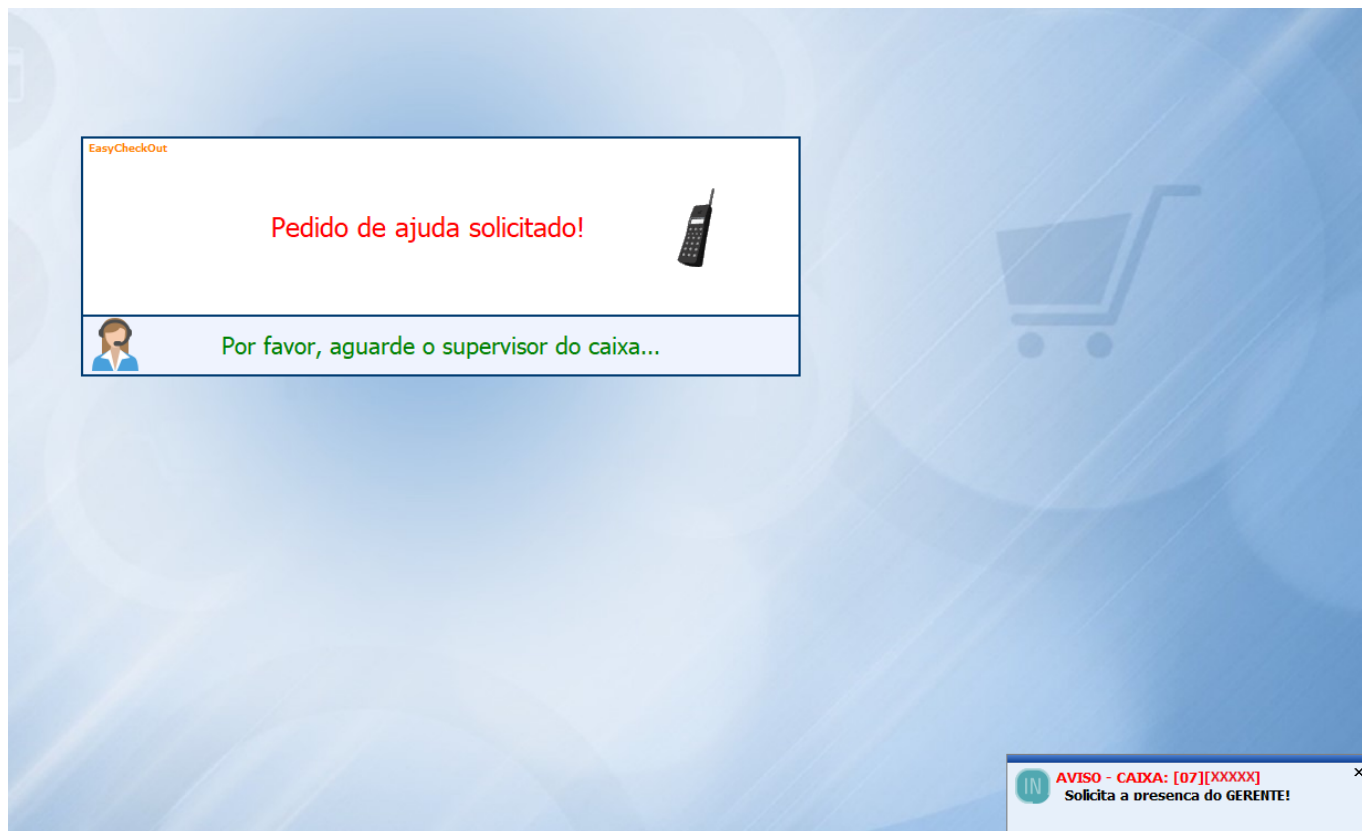 EasyCheckOut
Pedido de ajuda solicitado!
Por favor, aguarde o supervisor do caixa...
IN
AVISO - CAIXA: [07][XXXXX]
Solicita a presença do GERENTE!